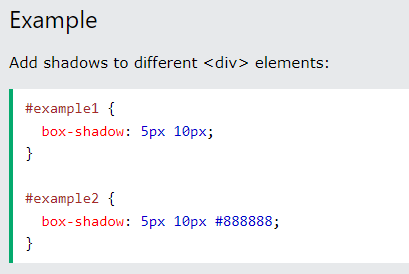 Example
Add shadows to different <div> elements:
#example1 {
  box-shadow: 5px 10px;
}
#example2 {
  box-shadow: 5px 10px #888888;
}